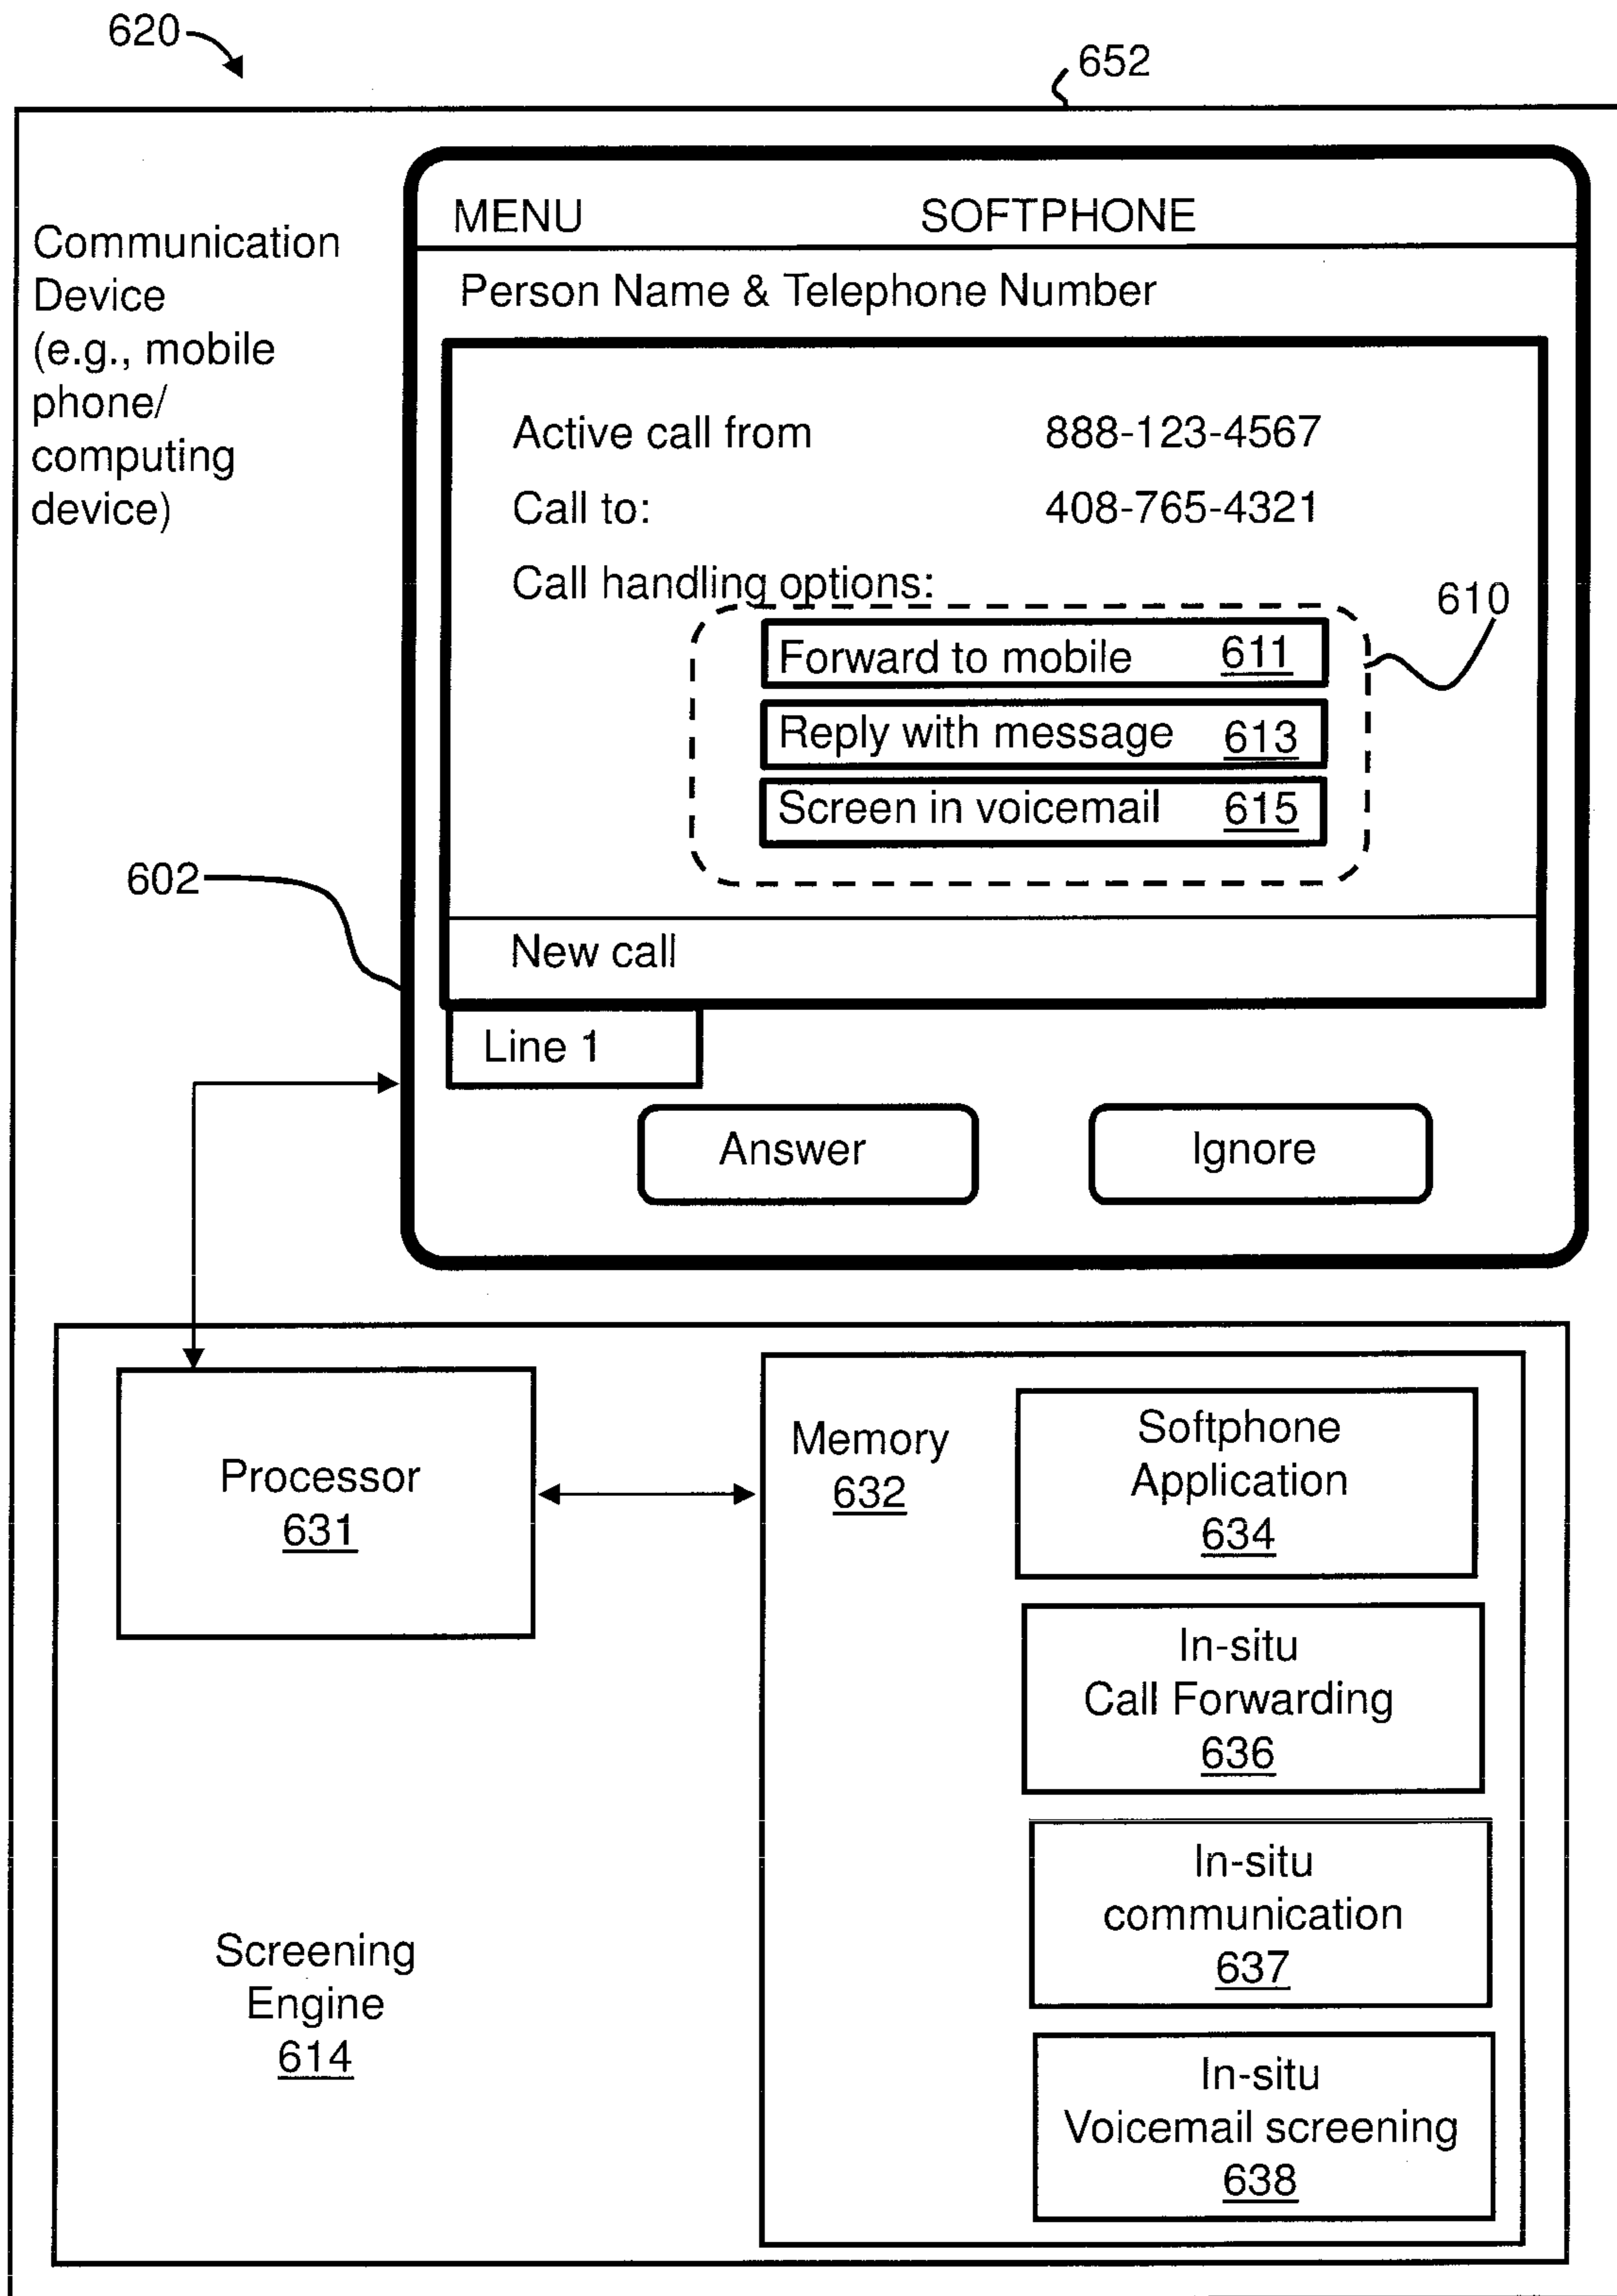 620
652
Communication
Device
(e.g., mobile
phone/
computing
device)
MENU SOFTPHONE
Person Name & Telephone Number
Active call from 888-123-4567
Call to: 408-765-4321
Call handling options:
610
Forward to mobile 611
Reply with message 613
Screen in voicemail 615
602
New call
Line 1
Answer Ignore
Processor
631
Memory
632
Softphone
Application
634
In-situ
Call Forwarding
636
In-situ
communication
637
In-situ
Voicemail screening
638
Screening
Engine
614